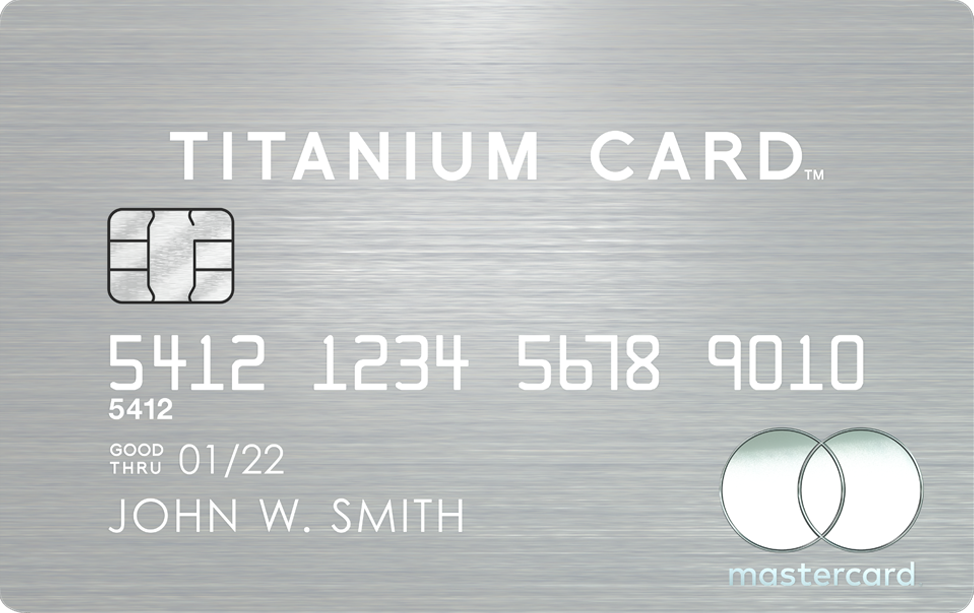 TITANIUM CARD™
5412 1234 5678 9010
5412
GOOD
THRU 01/22
JOHN W. SMITH
mastercard